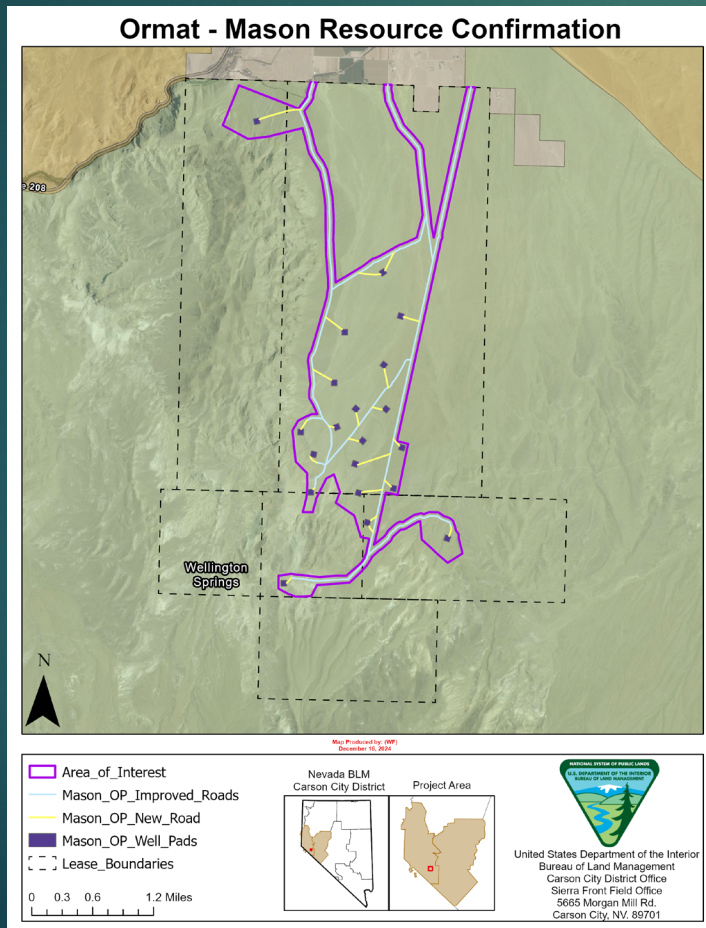 Ormat - Mason Resource Confirmation
e 208
Wellington
Springs
N
Map Produced by: (WF)
December 16, 2024
Area_of_Interest
Mason_OP_Improved_Roads
Mason_OP_New_Road
Mason_OP_Well_Pads
Lease_Boundaries
0 0.3 0.6 1.2 Miles
Nevada BLM
Carson City District
Project Area
NATIONAL SYSTEM OF PUBLIC LANDS
U.S. DEPARTMENT OF THE INTERIOR
BUREAU OF LAND MANAGEMENT
United States Department of the Interior
Bureau of Land Management
Carson City District Office
Sierra Front Field Office
5665 Morgan Mill Rd.
Carson City, NV. 89701